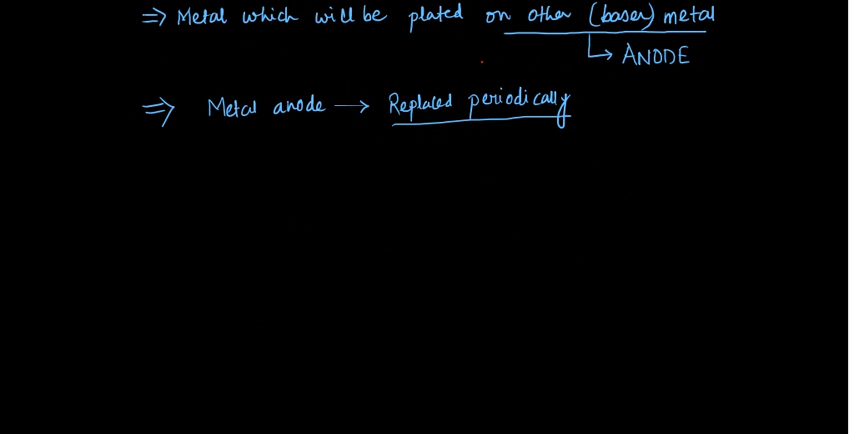 ⇒ Metal which will be plated on other (baser) metal
↳ ANODE
⇒ Metal anode → Replaced periodically